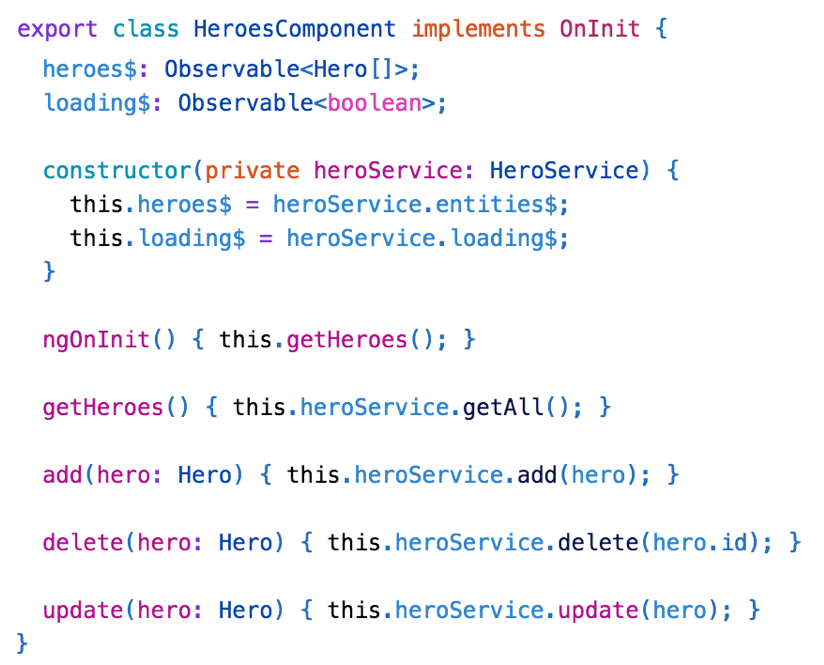 export class HeroesComponent implements OnInit {
heroes$: Observable<Hero[]>;
loading$: Observable<boolean>;
constructor(private heroService: HeroService) {
this.heroes$ = heroService.entities$;
this.loading$ = heroService.loading$;
}
ngOnInit() { this.getHeroes(); }
getHeroes() { this.heroService.getAll(); }
add(hero: Hero) { this.heroService.add(hero); }
delete(hero: Hero) { this.heroService.delete(hero.id); }
update(hero: Hero) { this.heroService.update(hero); }
}